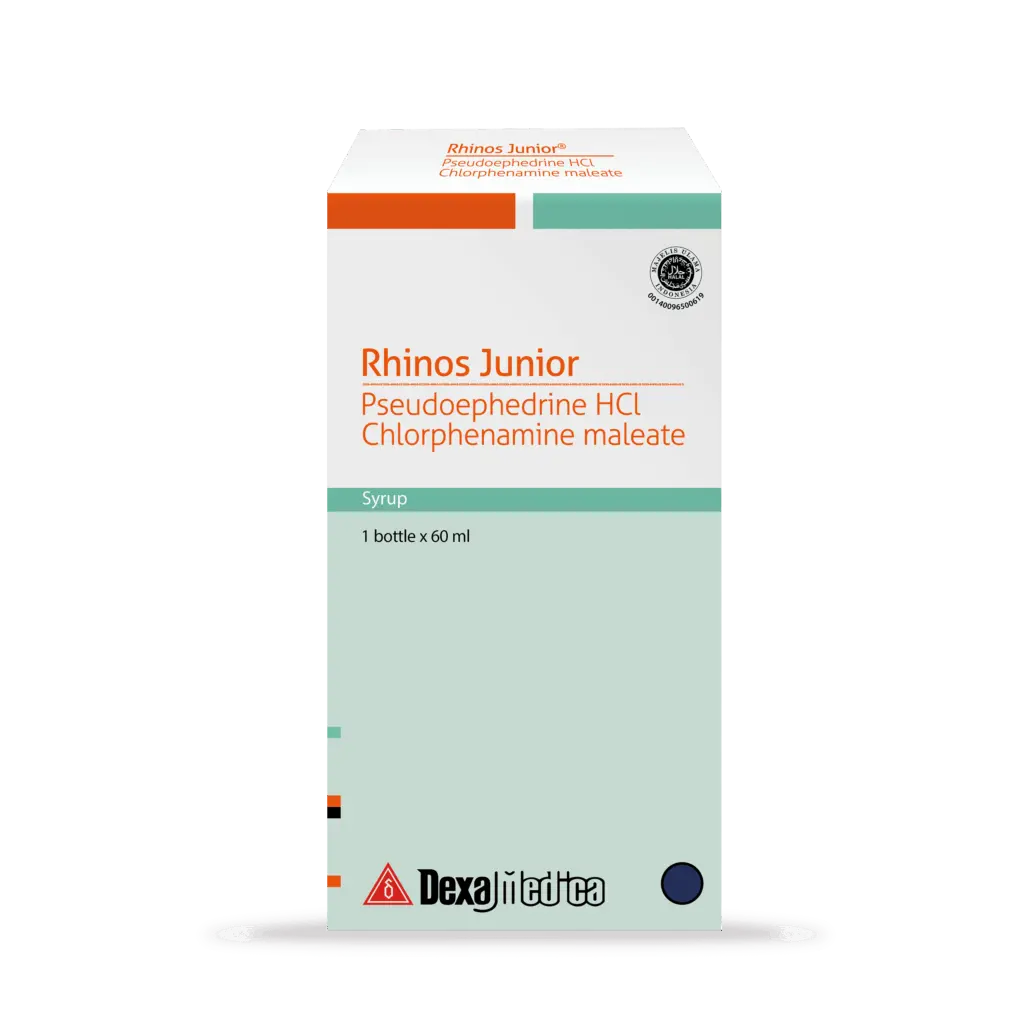 Rhinos Junior®
Pseudoephedrine HCl
Chlorphenamine maleate
MAJELIS ULAMA
حلال
HALAL
INDONESIA
00140096500619
Rhinos Junior
Pseudoephedrine HCl
Chlorphenamine maleate
Syrup
1 bottle x 60 ml
δ DexaMedica